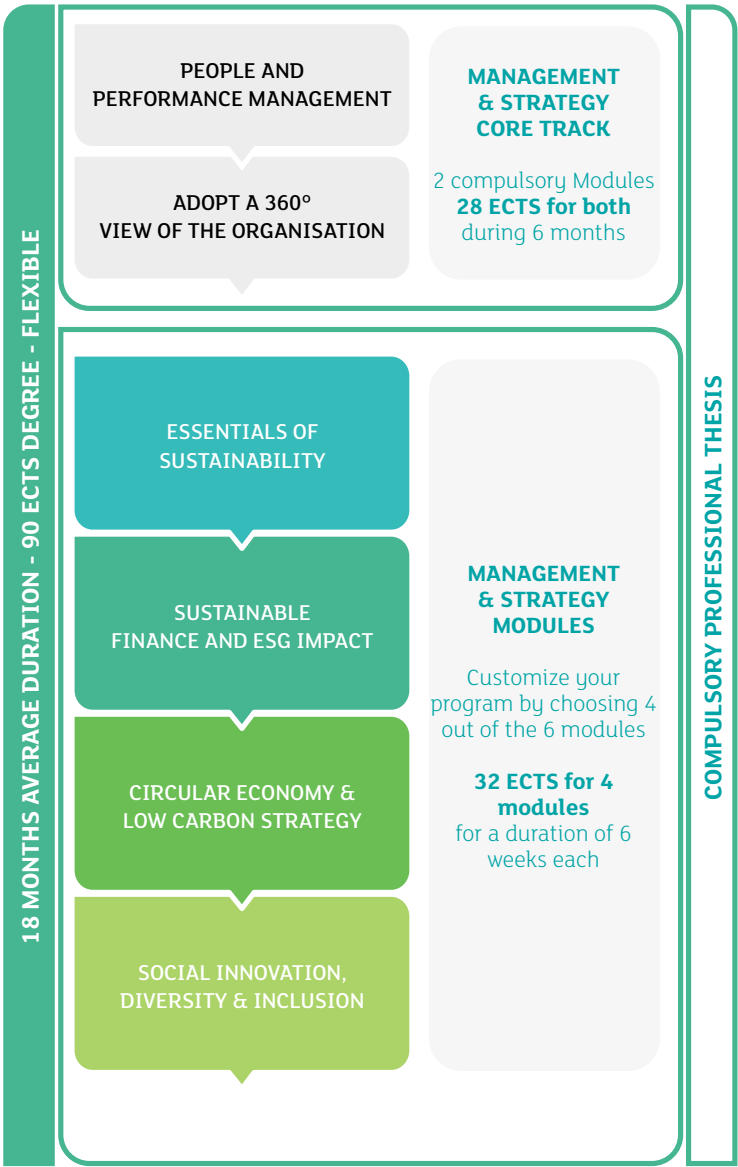 18 MONTHS AVERAGE DURATION - 90 ECTS DEGREE - FLEXIBLE
PEOPLE AND
PERFORMANCE MANAGEMENT
ADOPT A 360°
VIEW OF THE ORGANISATION
MANAGEMENT
& STRATEGY
CORE TRACK
2 compulsory Modules
28 ECTS for both
during 6 months
ESSENTIALS OF
SUSTAINABILITY
SUSTAINABLE
FINANCE AND ESG IMPACT
CIRCULAR ECONOMY &
LOW CARBON STRATEGY
SOCIAL INNOVATION,
DIVERSITY & INCLUSION
MANAGEMENT
& STRATEGY
MODULES
Customize your
program by choosing 4
out of the 6 modules
32 ECTS for 4
modules
for a duration of 6
weeks each
COMPULSORY PROFESSIONAL THESIS